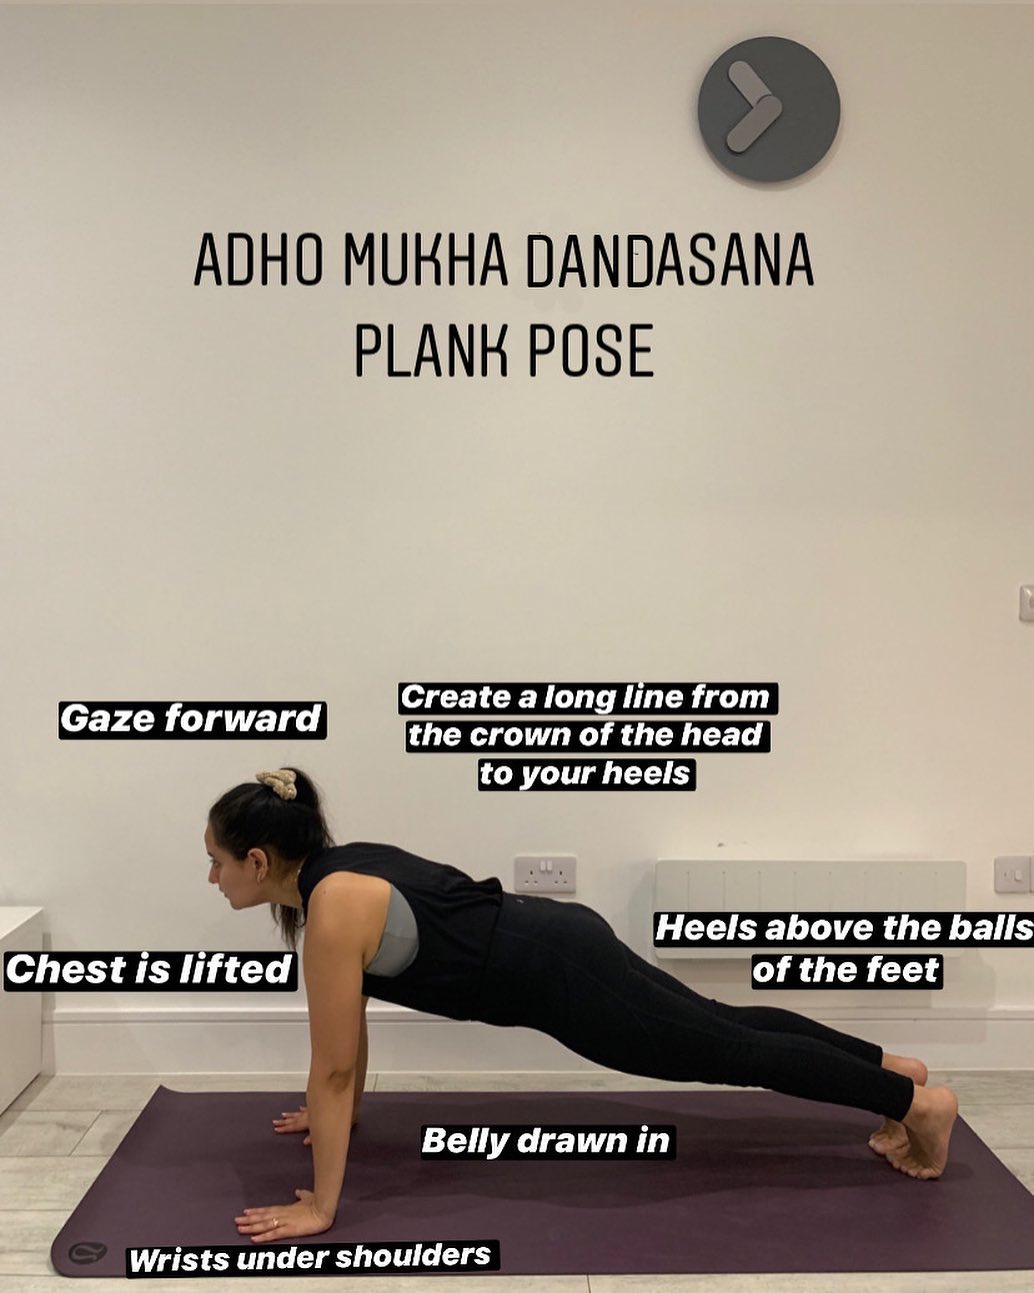 ADHO MUKHA DANDASANA
PLANK POSE
Gaze forward
Create a long line from
the crown of the head
to your heels
Chest is lifted
Heels above the balls
of the feet
Belly drawn in
Wrists under shoulders